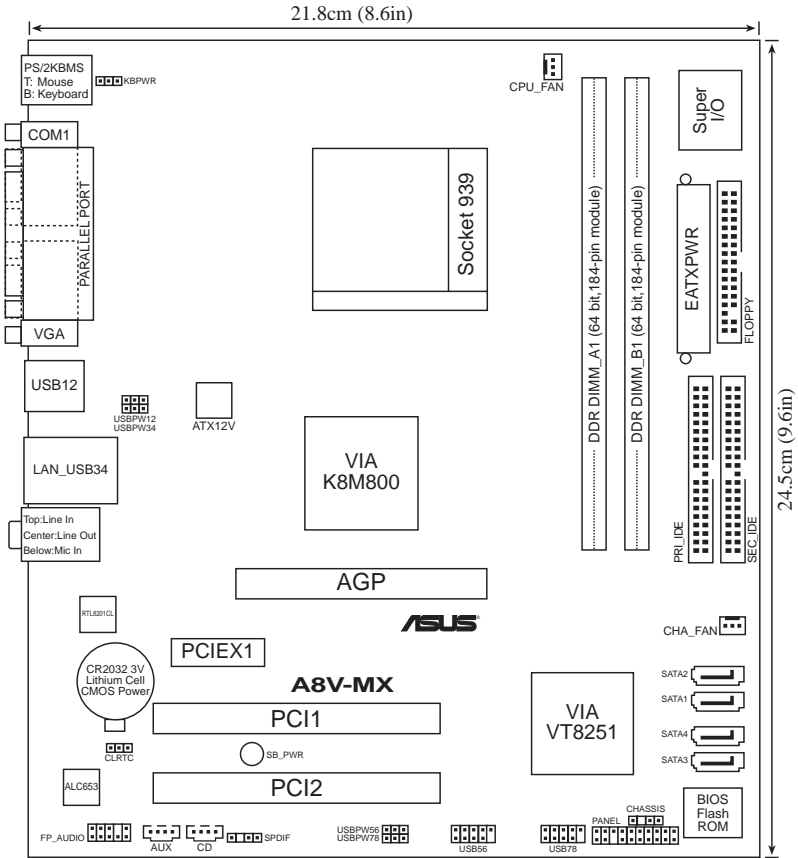 21.8cm (8.6in)
PS/2KBMS
T: Mouse
B: Keyboard
KBPWR
CPU_FAN
Super
I/O
COM1
PARALLEL PORT
Socket 939
DDR DIMM_A1 (64 bit,184-pin module)
DDR DIMM_B1 (64 bit,184-pin module)
EATXPWR
FLOPPY
VGA
USB12
USBPW12
USBPW34
ATX12V
24.5cm (9.6in)
LAN_USB34
VIA
K8M800
Top:Line In
Center:Line Out
Below:Mic In
PRI_IDE
SEC_IDE
AGP
RTL8201CL
ASUS
CHA_FAN
PCIEX1
CR2032 3V
Lithium Cell
CMOS Power
A8V-MX
SATA2
SATA1
SATA4
SATA3
VIA
VT8251
PCI1
CLRTC
SB_PWR
ALC653
PCI2
BIOS
Flash
ROM
CHASSIS
PANEL
FP_AUDIO
AUX
CD
SPDIF
USBPW56
USBPW78
USB56
USB78